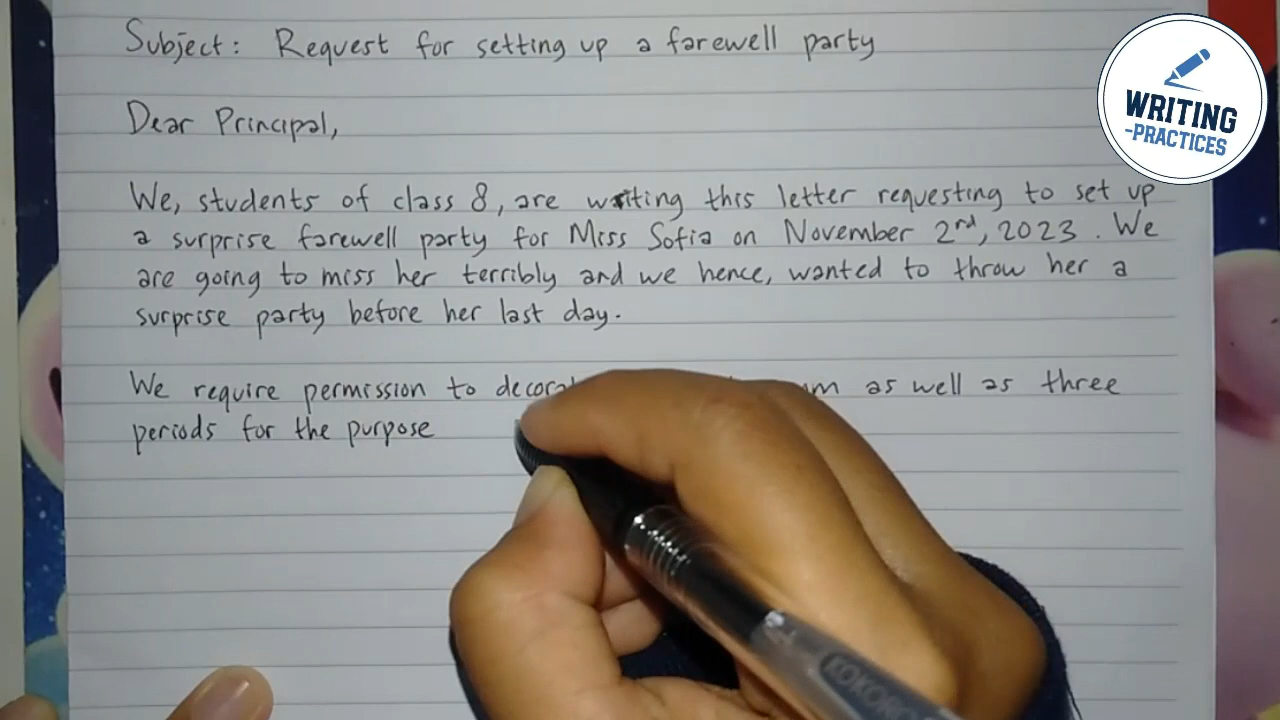 Subject: Request for setting up a farewell party
Dear Principal,
We, students of class 8, are writing this letter requesting to set up
a surprise farewell party for Miss Sofia on November 2nd, 2023. We
are going to miss her terribly and we hence, wanted to throw her a
surprise party before her last day.
We require permission to as well as three
periods for the purpose
WRITING
-PRACTICES